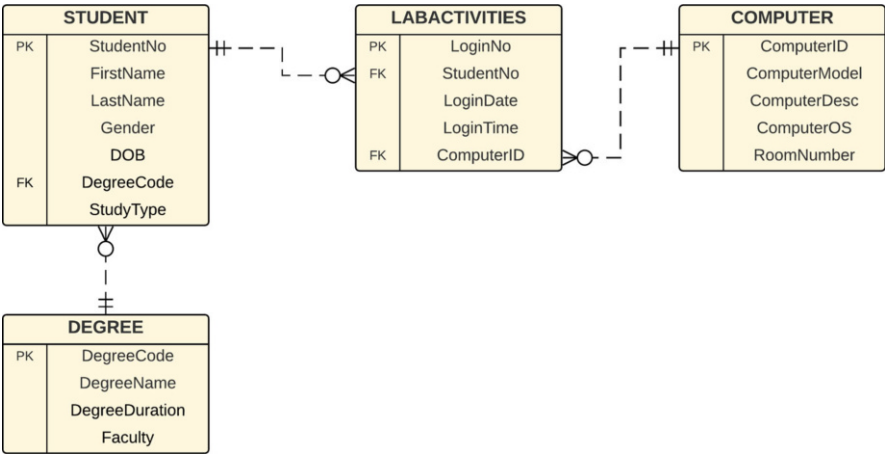 STUDENT
PK StudentNo
FirstName
LastName
Gender
DOB
FK DegreeCode
StudyType
LABACTIVITIES
PK LoginNo
FK StudentNo
LoginDate
LoginTime
FK ComputerID
COMPUTER
PK ComputerID
ComputerModel
ComputerDesc
ComputerOS
RoomNumber
DEGREE
PK DegreeCode
DegreeName
DegreeDuration
Faculty